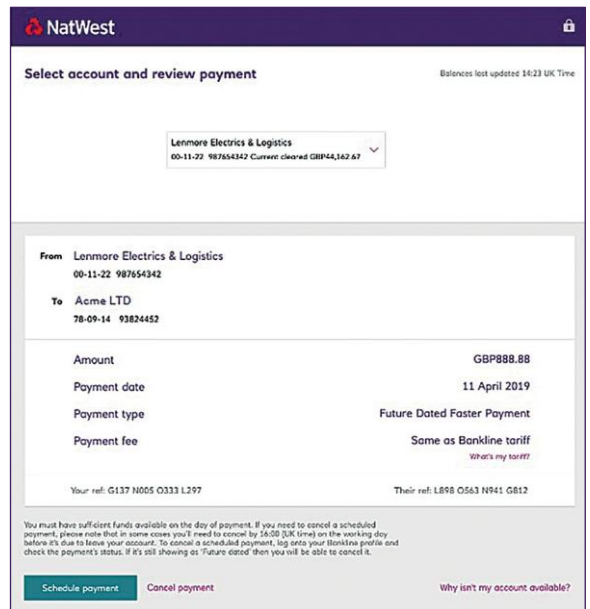 NatWest
Select account and review payment
Balances last updated 14:23 UK Time
Lenmore Electrics & Logistics
00-11-22 987654342 Current cleared GBP44,162.67
From Lenmore Electrics & Logistics
00-11-22 987654342
To Acme LTD
78-09-14 93824452
Amount GBP888.88
Payment date 11 April 2019
Payment type Future Dated Faster Payment
Payment fee Same as Bankline tariff
What's my tariff?
Your ref: G137 N005 O333 L297
Their ref: L898 O563 N941 G812
You must have sufficient funds available on the day of payment. If you need to cancel a scheduled
payment, please note that in some cases you'll need to cancel by 16:00 (UK time) on the working day
before it's due to leave your account. To cancel a scheduled payment, log onto your Bankline profile and
check the payment's status. If it's still showing as 'Future dated' then you will be able to cancel it.
Schedule payment
Cancel payment
Why isn't my account available?